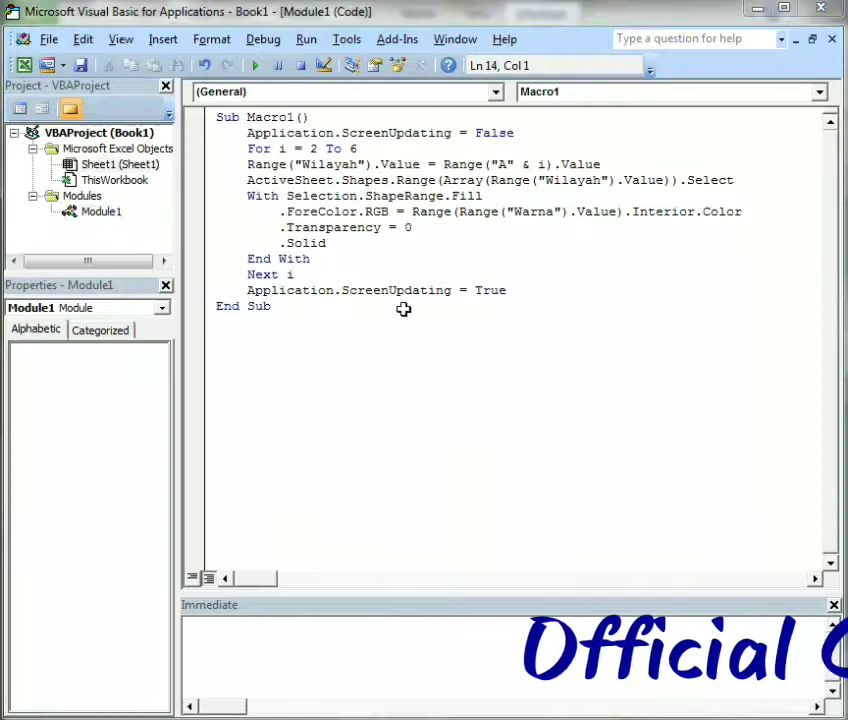 Microsoft Visual Basic for Applications - Book1 - [Module1 (Code)]
File Edit View Insert Format Debug Run Tools Add-Ins Window Help
Type a question for help
Ln 14, Col 1
Project - VBAProject
(General)
Macro1
VBAProject (Book1)
Microsoft Excel Objects
Sheet1 (Sheet1)
ThisWorkbook
Modules
Module1
Properties - Module1
Module1 Module
Alphabetic Categorized
Sub Macro1()
Application.ScreenUpdating = False
For i = 2 To 6
Range("Wilayah").Value = Range("A" & i).Value
ActiveSheet.Shapes.Range(Array(Range("Wilayah").Value)).Select
With Selection.ShapeRange.Fill
.ForeColor.RGB = Range(Range("Warna").Value).Interior.Color
.Transparency = 0
.Solid
End With
Next i
Application.ScreenUpdating = True
End Sub
Immediate
Official